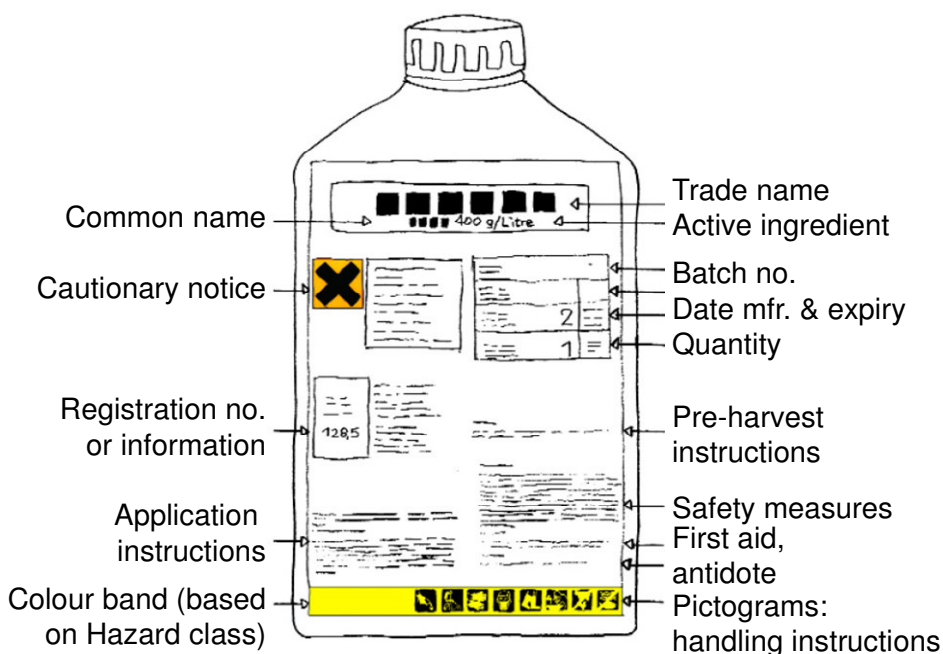 Trade name
Common name
400 g/Litre
Active ingredient
Batch no.
Cautionary notice
Date mfr. & expiry
2
Quantity
1
Registration no.
or information
128,5
Pre-harvest
instructions
Application
instructions
Safety measures
First aid,
antidote
Colour band (based
on Hazard class)
Pictograms:
handling instructions